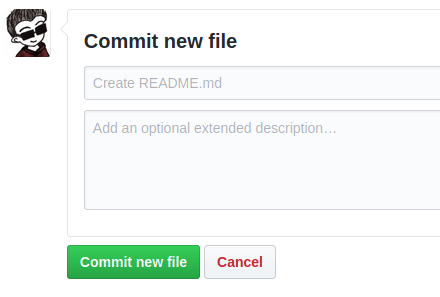 Commit new file
Create README.md
Add an optional extended description…
Commit new file
Cancel